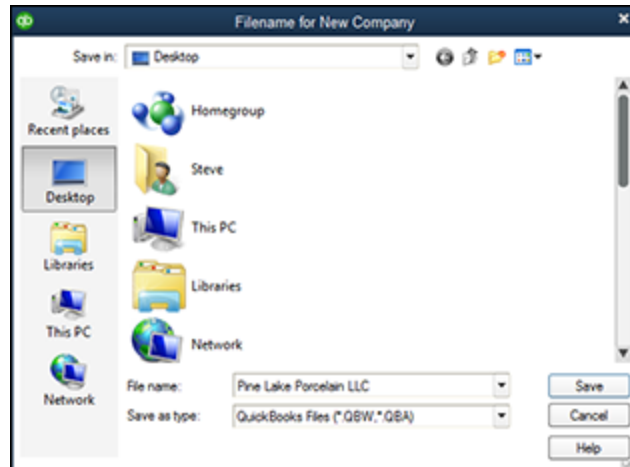 qb
Filename for New Company
×
Save in:
Desktop
Recent places
Desktop
Libraries
This PC
Network
Homegroup
Steve
This PC
Libraries
Network
File name:
Pine Lake Porcelain LLC
Save
Save as type:
QuickBooks Files (*.QBW,*.QBA)
Cancel
Help